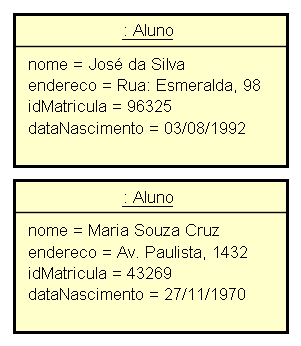 : Aluno
nome = José da Silva
endereco = Rua: Esmeralda, 98
idMatricula = 96325
dataNascimento = 03/08/1992
: Aluno
nome = Maria Souza Cruz
endereco = Av. Paulista, 1432
idMatricula = 43269
dataNascimento = 27/11/1970